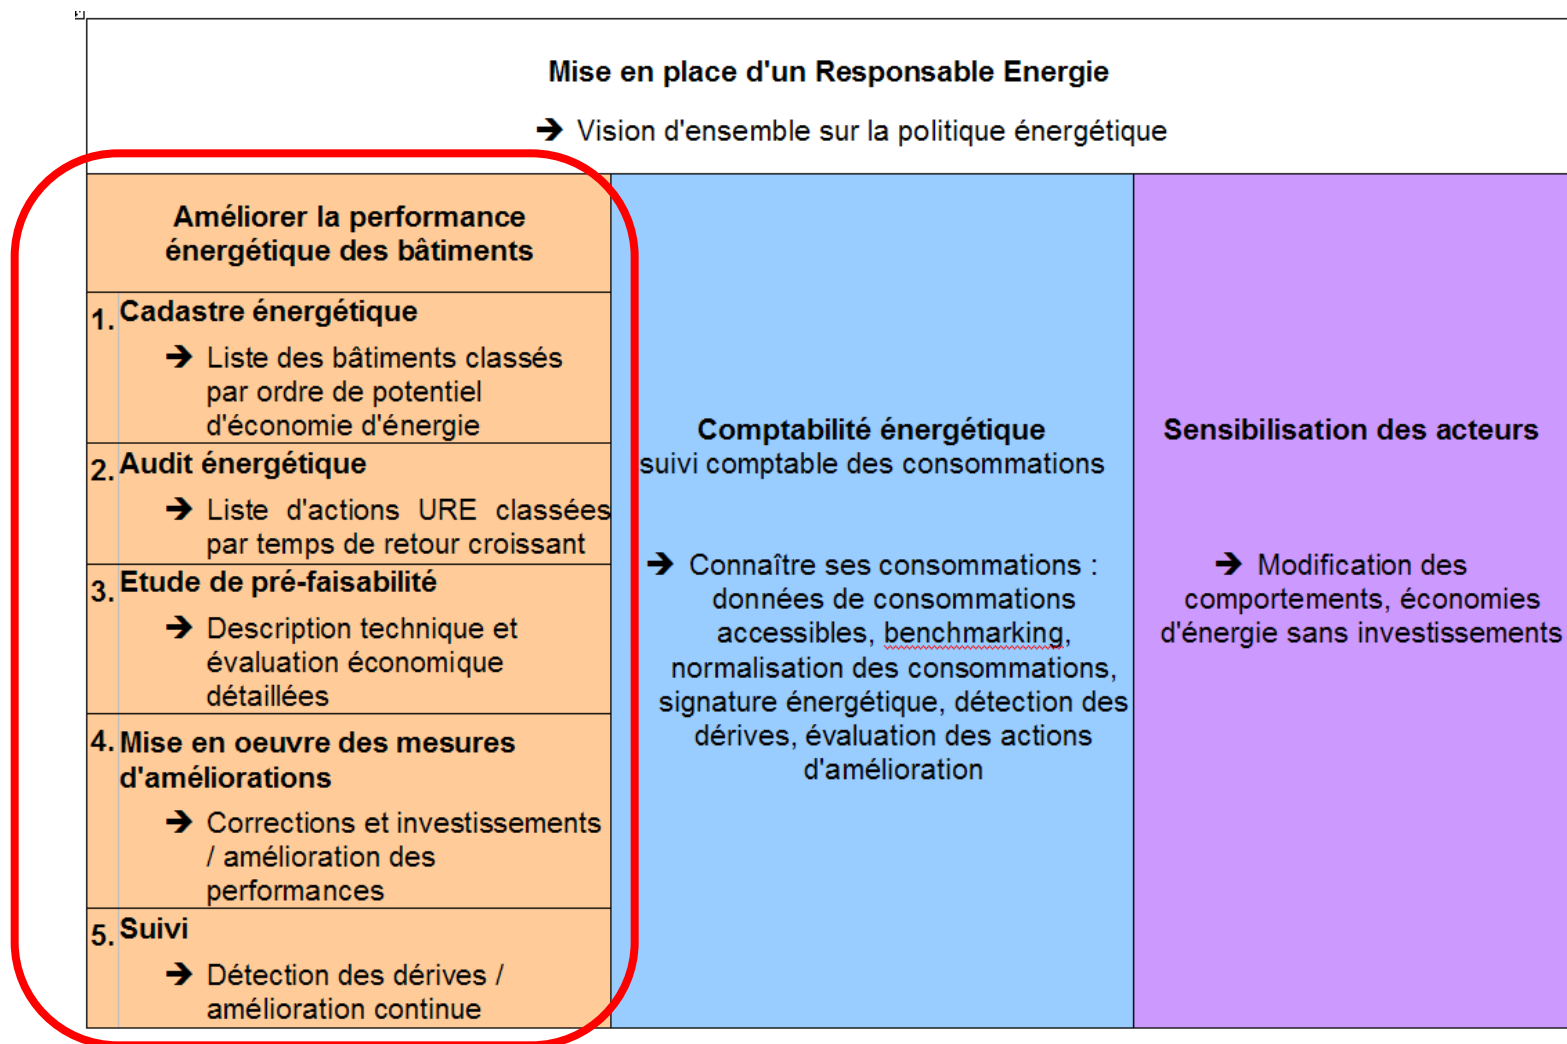 Mise en place d'un Responsable Energie
➔ Vision d'ensemble sur la politique énergétique
Améliorer la performance
énergétique des bâtiments
1. Cadastre énergétique
➔ Liste des bâtiments classés
par ordre de potentiel
d'économie d'énergie
2. Audit énergétique
➔ Liste d'actions URE classées
par temps de retour croissant
3. Etude de pré-faisabilité
➔ Description technique et
évaluation économique
détaillées
4. Mise en oeuvre des mesures
d'améliorations
➔ Corrections et investissements
/ amélioration des
performances
5. Suivi
➔ Détection des dérives /
amélioration continue
Comptabilité énergétique
suivi comptable des consommations
➔ Connaître ses consommations :
données de consommations
accessibles, benchmarking,
normalisation des consommations,
signature énergétique, détection des
dérives, évaluation des actions
d'amélioration
Sensibilisation des acteurs
➔ Modification des
comportements, économies
d'énergie sans investissements